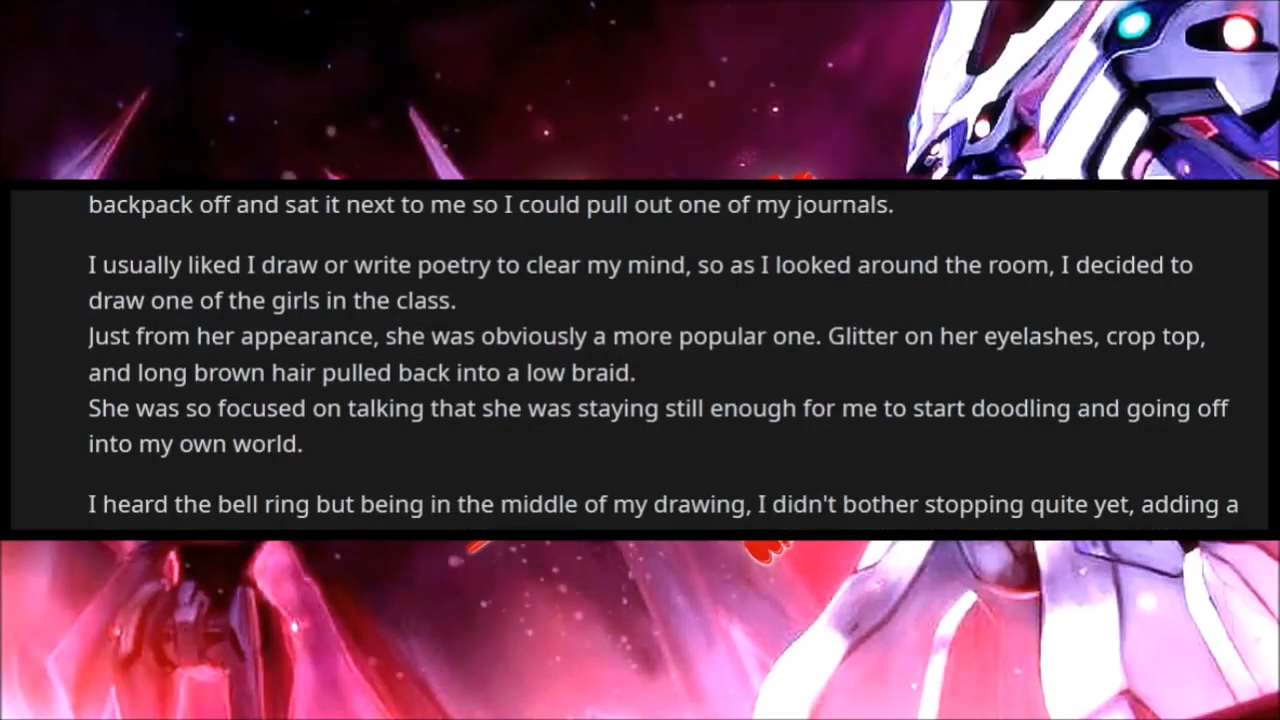 backpack off and sat it next to me so I could pull out one of my journals.
I usually liked I draw or write poetry to clear my mind, so as I looked around the room, I decided to
draw one of the girls in the class.
Just from her appearance, she was obviously a more popular one. Glitter on her eyelashes, crop top,
and long brown hair pulled back into a low braid.
She was so focused on talking that she was staying still enough for me to start doodling and going off
into my own world.
I heard the bell ring but being in the middle of my drawing, I didn't bother stopping quite yet, adding a